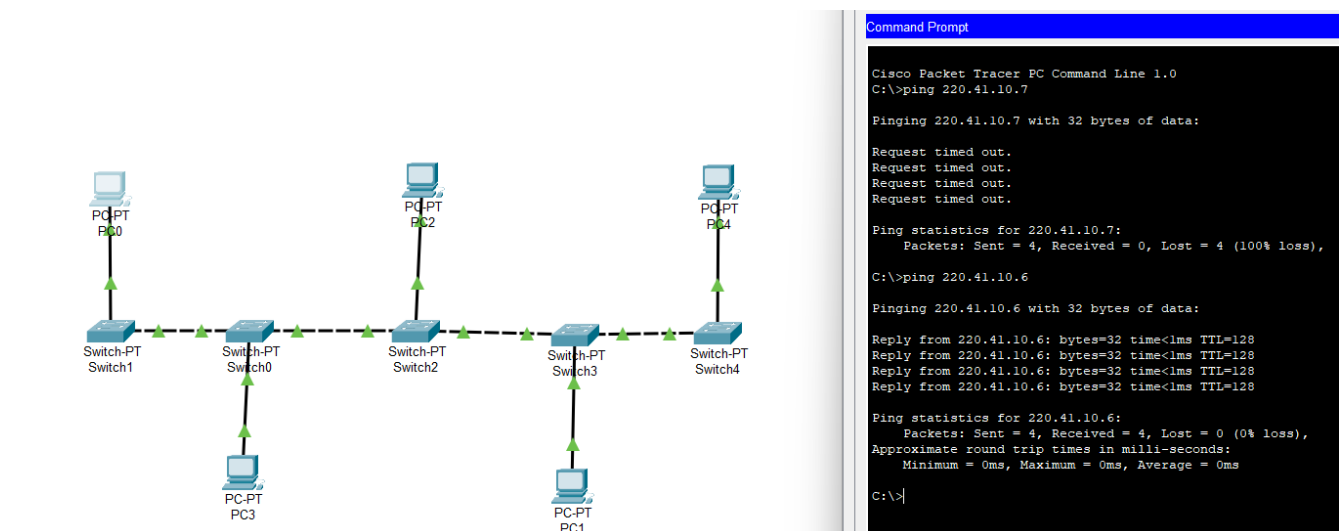 PC-PT
PC0
PC-PT
PC2
PC-PT
PC4
Switch-PT
Switch1
Switch-PT
Switch0
Switch-PT
Switch2
Switch-PT
Switch3
Switch-PT
Switch4
PC-PT
PC3
PC-PT
PC1
Command Prompt
Cisco Packet Tracer PC Command Line 1.0
C:\>ping 220.41.10.7
Pinging 220.41.10.7 with 32 bytes of data:
Request timed out.
Request timed out.
Request timed out.
Request timed out.
Ping statistics for 220.41.10.7:
Packets: Sent = 4, Received = 0, Lost = 4 (100% loss),
C:\>ping 220.41.10.6
Pinging 220.41.10.6 with 32 bytes of data:
Reply from 220.41.10.6: bytes=32 time<1ms TTL=128
Reply from 220.41.10.6: bytes=32 time<1ms TTL=128
Reply from 220.41.10.6: bytes=32 time<1ms TTL=128
Reply from 220.41.10.6: bytes=32 time<1ms TTL=128
Ping statistics for 220.41.10.6:
Packets: Sent = 4, Received = 4, Lost = 0 (0% loss),
Approximate round trip times in milli-seconds:
Minimum = 0ms, Maximum = 0ms, Average = 0ms
C:\>